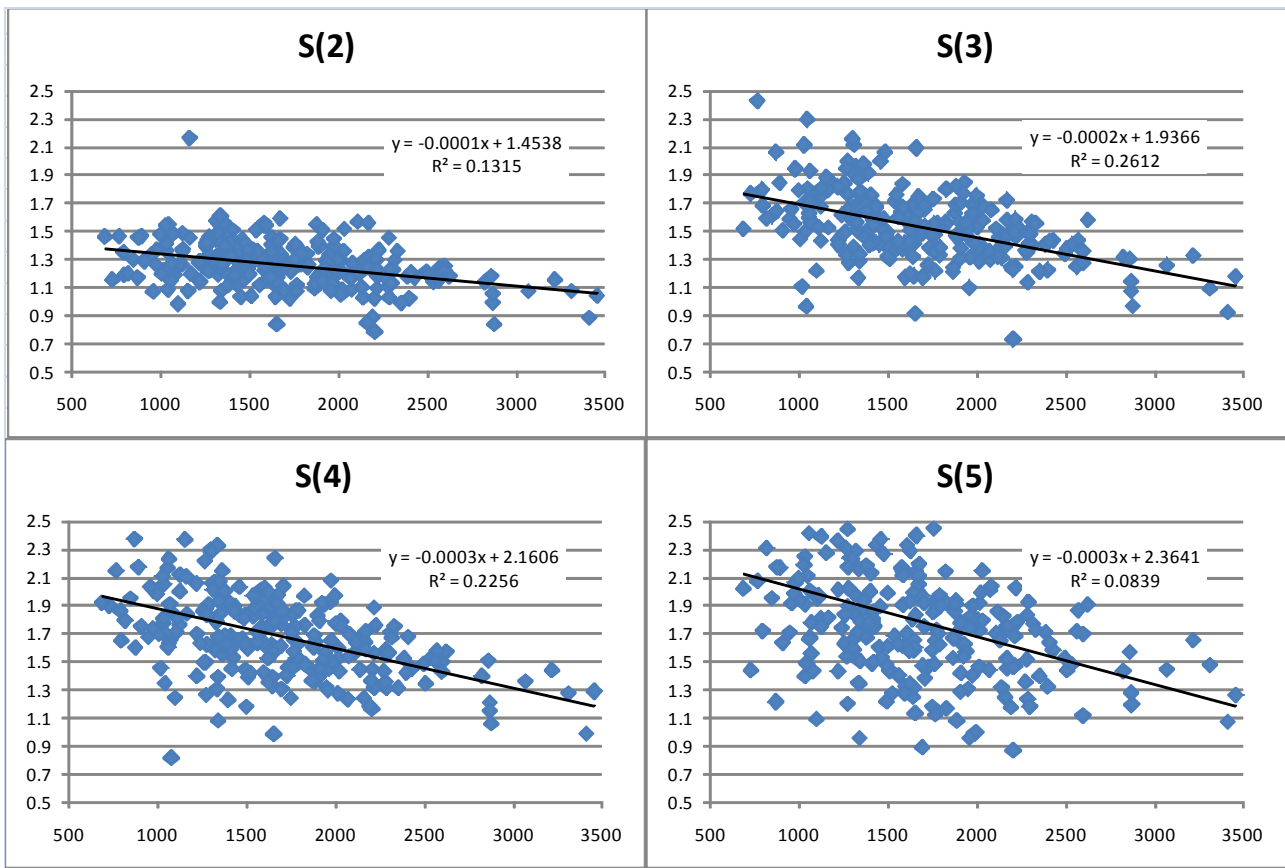 S(2)
2.5
2.3
2.1
1.9
1.7
1.5
1.3
1.1
0.9
0.7
0.5
y = -0.0001x + 1.4538
R² = 0.1315
500 1000 1500 2000 2500 3000 3500
S(3)
2.5
2.3
2.1
1.9
1.7
1.5
1.3
1.1
0.9
0.7
0.5
y = -0.0002x + 1.9366
R² = 0.2612
500 1000 1500 2000 2500 3000 3500
S(4)
2.5
2.3
2.1
1.9
1.7
1.5
1.3
1.1
0.9
0.7
0.5
y = -0.0003x + 2.1606
R² = 0.2256
500 1000 1500 2000 2500 3000 3500
S(5)
2.5
2.3
2.1
1.9
1.7
1.5
1.3
1.1
0.9
0.7
0.5
y = -0.0003x + 2.3641
R² = 0.0839
500 1000 1500 2000 2500 3000 3500